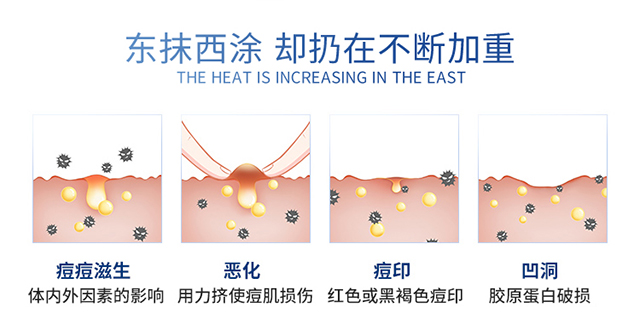 东抹西涂 却扔在不断加重
THE HEAT IS INCREASING IN THE EAST
痘痘滋生
体内外因素的影响
恶化
用力挤使痘肌损伤
痘印
红色或黑褐色痘印
凹洞
胶原蛋白破损